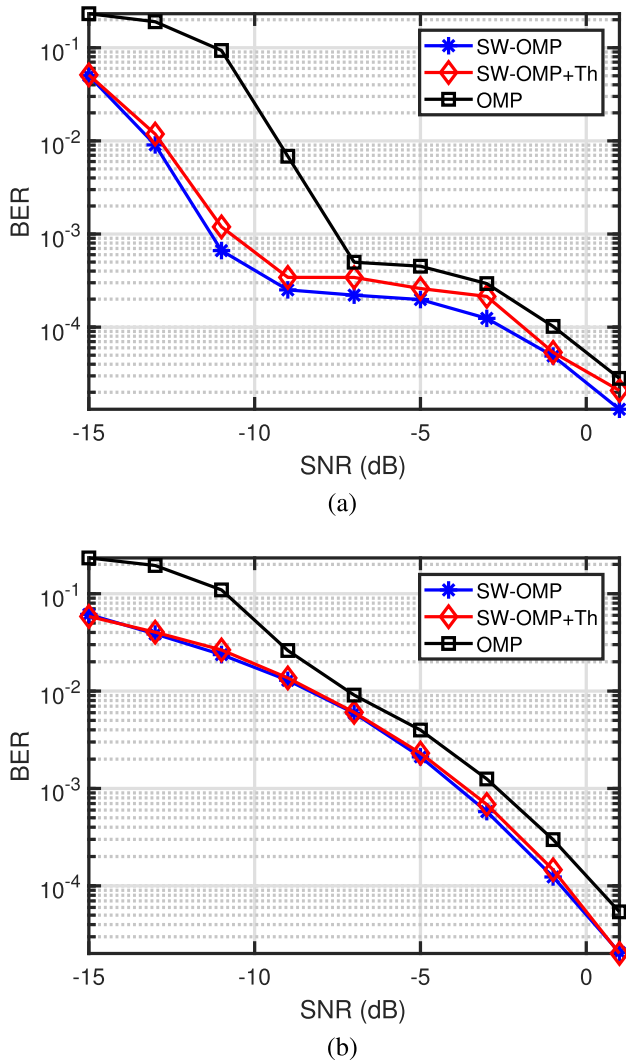 10^-1
10^-2
10^-3
10^-4
BER
SW-OMP
SW-OMP+Th
OMP
-15
-10
-5
0
SNR (dB)
(a)
10^-1
10^-2
10^-3
10^-4
BER
SW-OMP
SW-OMP+Th
OMP
-15
-10
-5
0
SNR (dB)
(b)